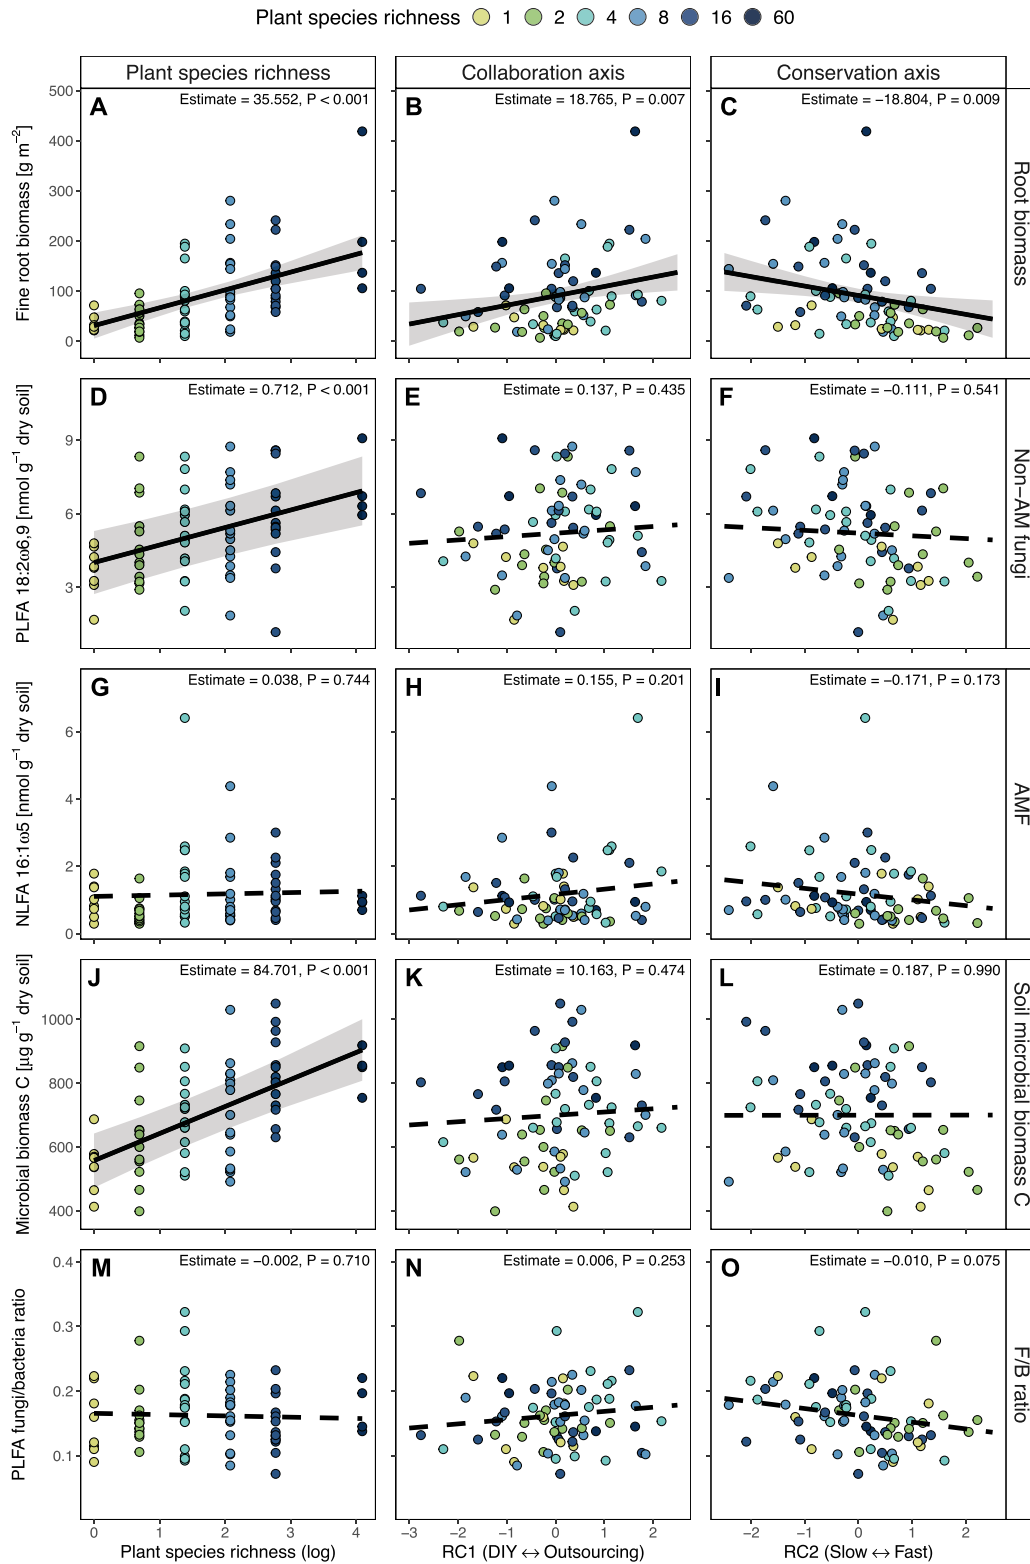 Plant species richness 1 2 4 8 16 60
Plant species richness Collaboration axis Conservation axis
A Estimate = 35.552, P < 0.001
B Estimate = 18.765, P = 0.007
C Estimate = −18.804, P = 0.009
Fine root biomass [g m−2]
500
400
300
200
100
0
Root biomass
D Estimate = 0.712, P < 0.001
E Estimate = 0.137, P = 0.435
F Estimate = −0.111, P = 0.541
PLFA 18:2ω6,9 [nmol g−1 dry soil]
9
6
3
Non−AM fungi
G Estimate = 0.038, P = 0.744
H Estimate = 0.155, P = 0.201
I Estimate = −0.171, P = 0.173
NLFA 16:1ω5 [nmol g−1 dry soil]
6
4
2
0
AMF
J Estimate = 84.701, P < 0.001
K Estimate = 10.163, P = 0.474
L Estimate = 0.187, P = 0.990
Microbial biomass C [µg g−1 dry soil]
1000
800
600
400
Soil microbial biomass C
M Estimate = −0.002, P = 0.710
N Estimate = 0.006, P = 0.253
O Estimate = −0.010, P = 0.075
PLFA fungi/bacteria ratio
0.4
0.3
0.2
0.1
F/B ratio
0 1 2 3 4
−3 −2 −1 0 1 2
−2 −1 0 1 2
Plant species richness (log)
RC1 (DIY ↔ Outsourcing)
RC2 (Slow ↔ Fast)